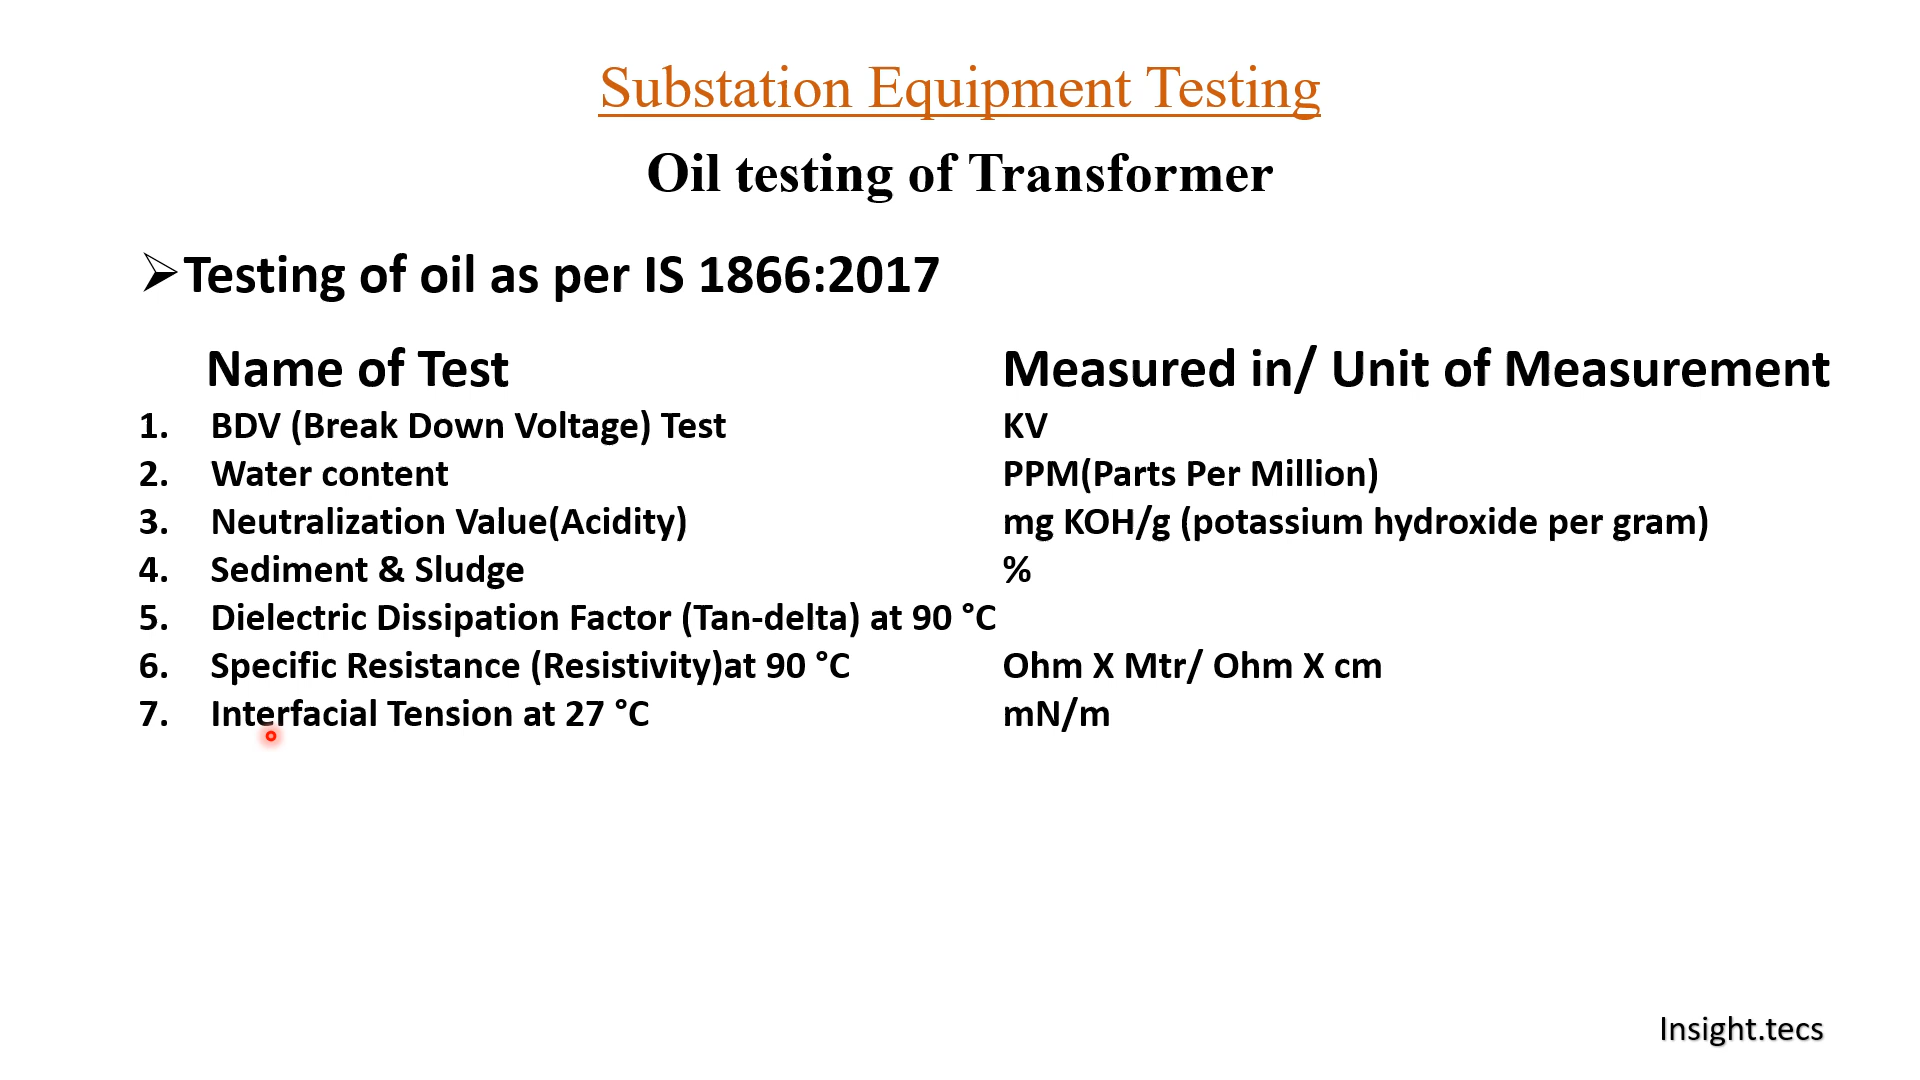 Substation Equipment Testing
Oil testing of Transformer
➢Testing of oil as per IS 1866:2017
Name of Test Measured in/ Unit of Measurement
1. BDV (Break Down Voltage) Test KV
2. Water content PPM(Parts Per Million)
3. Neutralization Value(Acidity) mg KOH/g (potassium hydroxide per gram)
4. Sediment & Sludge %
5. Dielectric Dissipation Factor (Tan-delta) at 90 °C
6. Specific Resistance (Resistivity)at 90 °C Ohm X Mtr/ Ohm X cm
7. Interfacial Tension at 27 °C mN/m
Insight.tecs